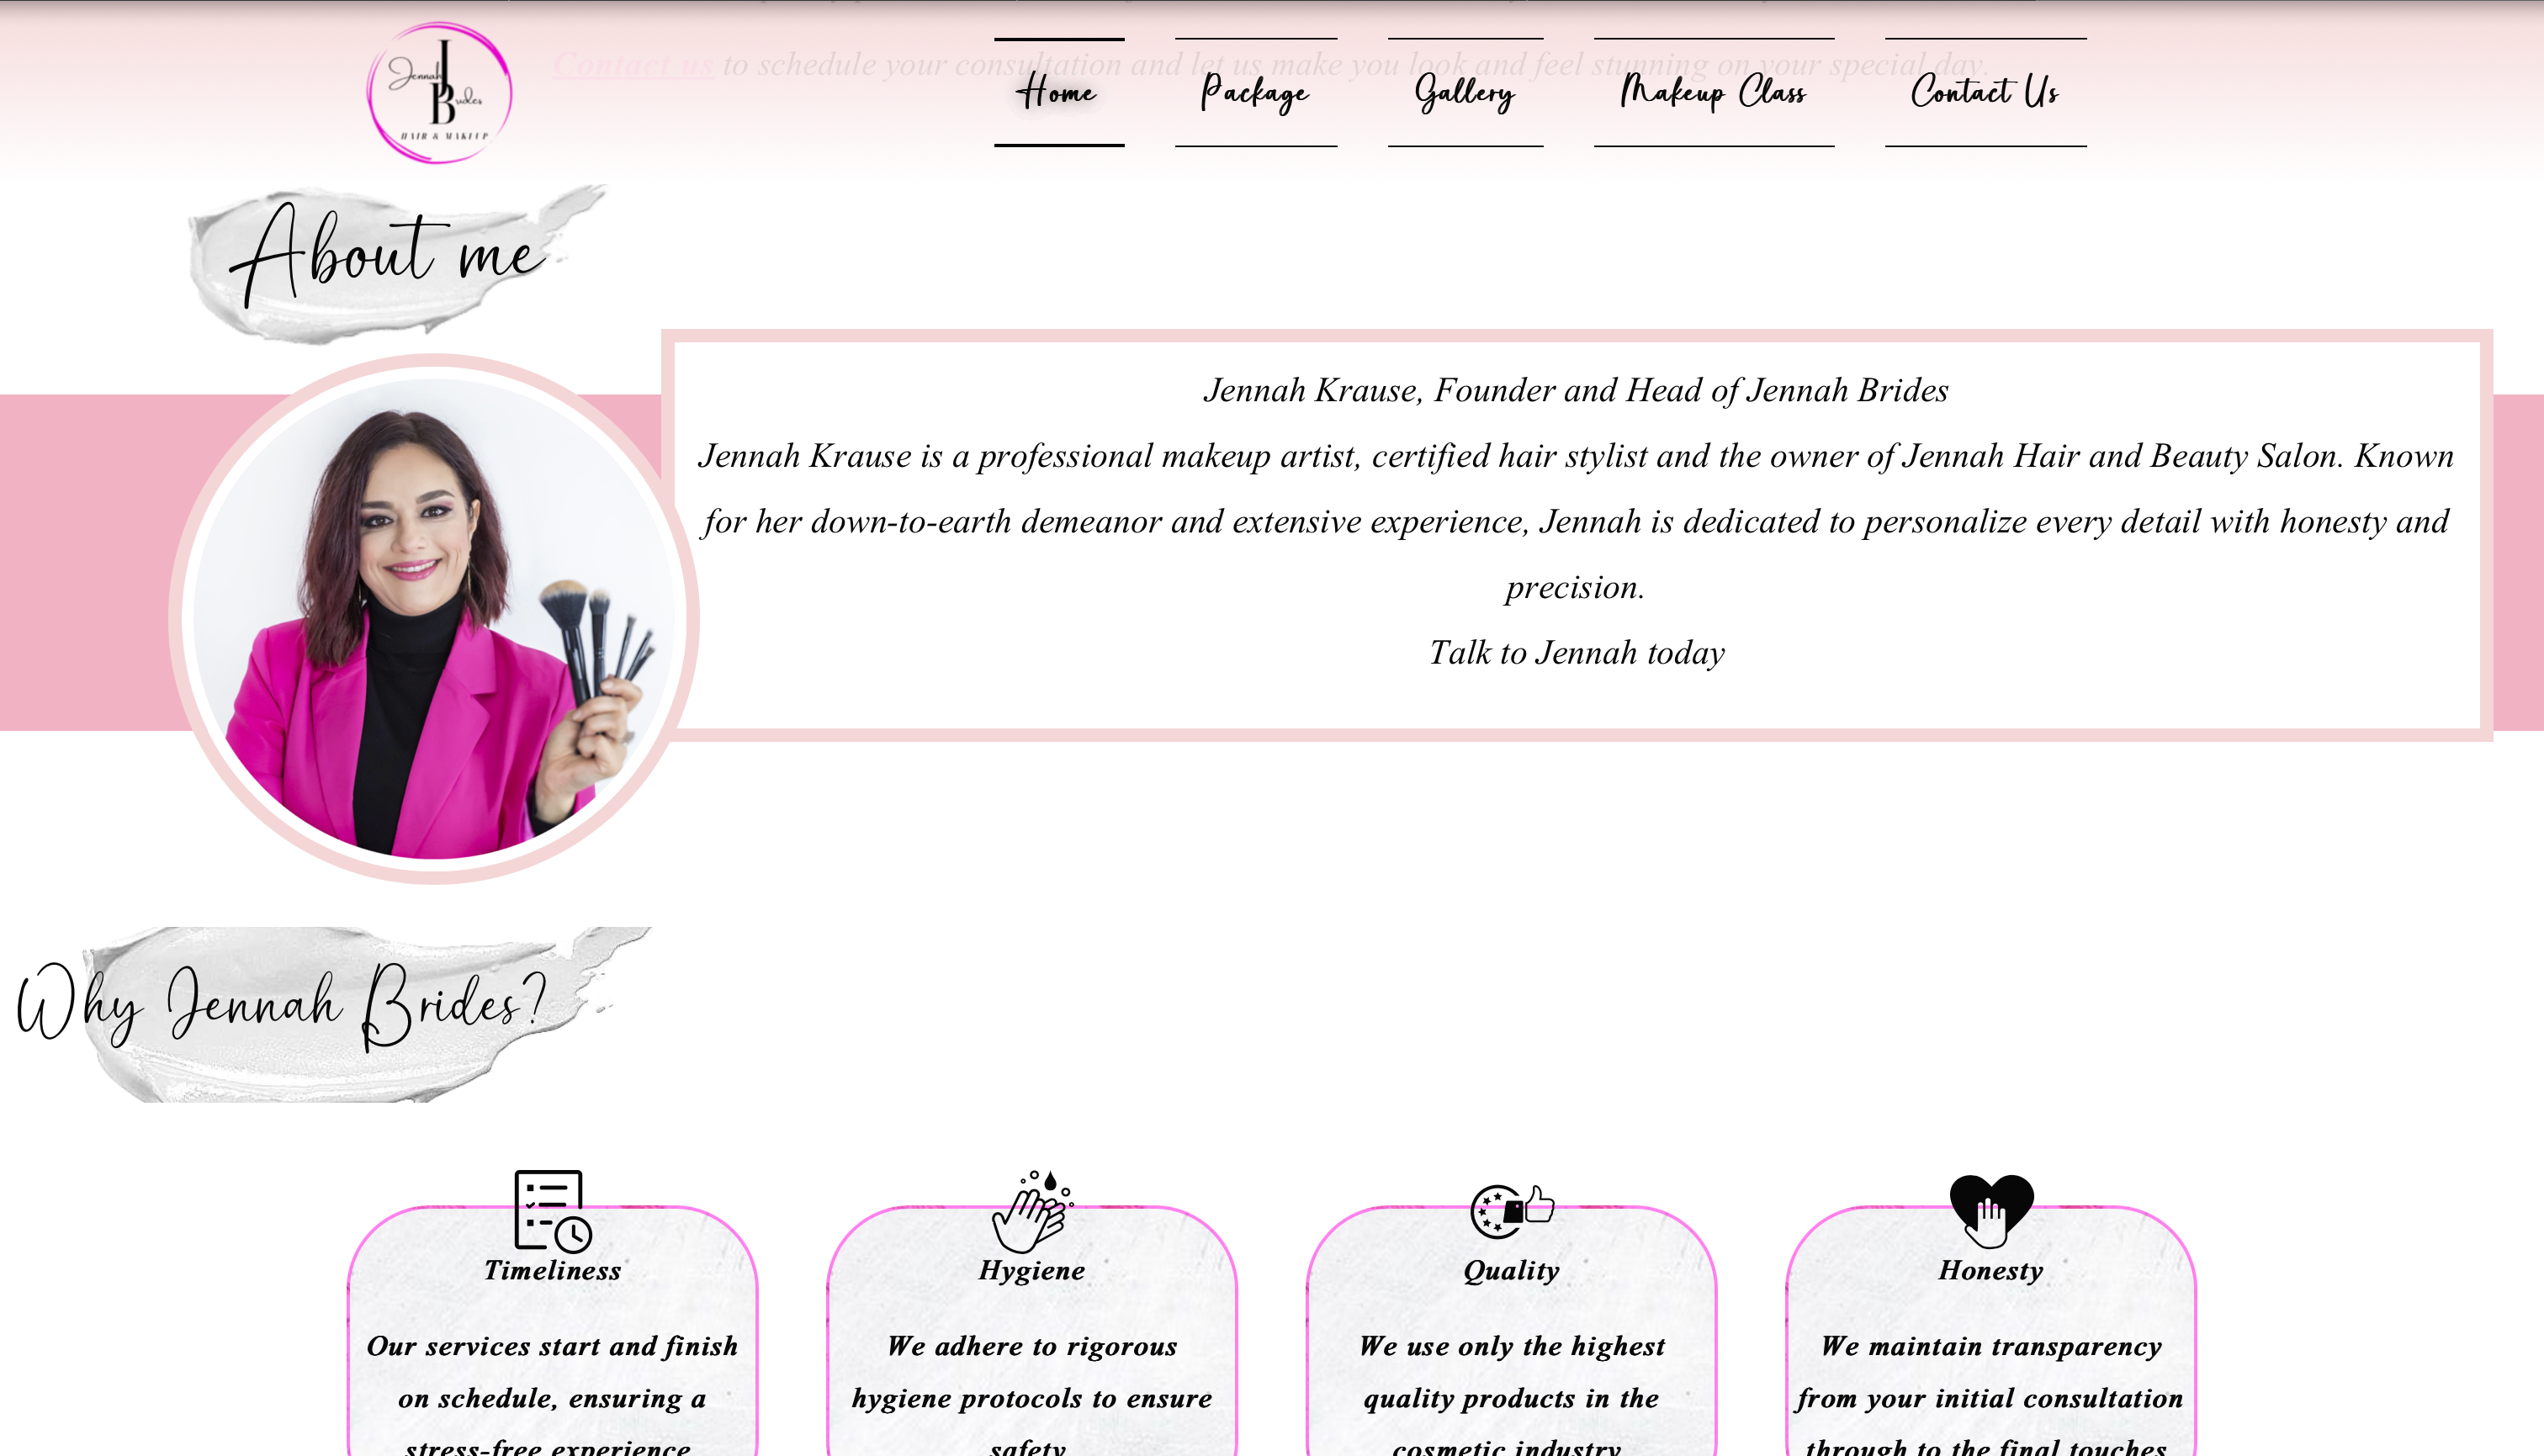 Contact us to schedule your consultation and let us make you look and feel stunning on your special day.
Jennah
JB
rides
HAIR & MAKEUP
Home
Package
Gallery
Makeup Class
Contact Us
About me
Jennah Krause, Founder and Head of Jennah Brides
Jennah Krause is a professional makeup artist, certified hair stylist and the owner of Jennah Hair and Beauty Salon. Known
for her down-to-earth demeanor and extensive experience, Jennah is dedicated to personalize every detail with honesty and
precision.
Talk to Jennah today
Why Jennah Brides?
Timeliness
Our services start and finish
on schedule, ensuring a
stress-free experience
Hygiene
We adhere to rigorous
hygiene protocols to ensure
safety
Quality
We use only the highest
quality products in the
cosmetic industry
Honesty
We maintain transparency
from your initial consultation
through to the final touches